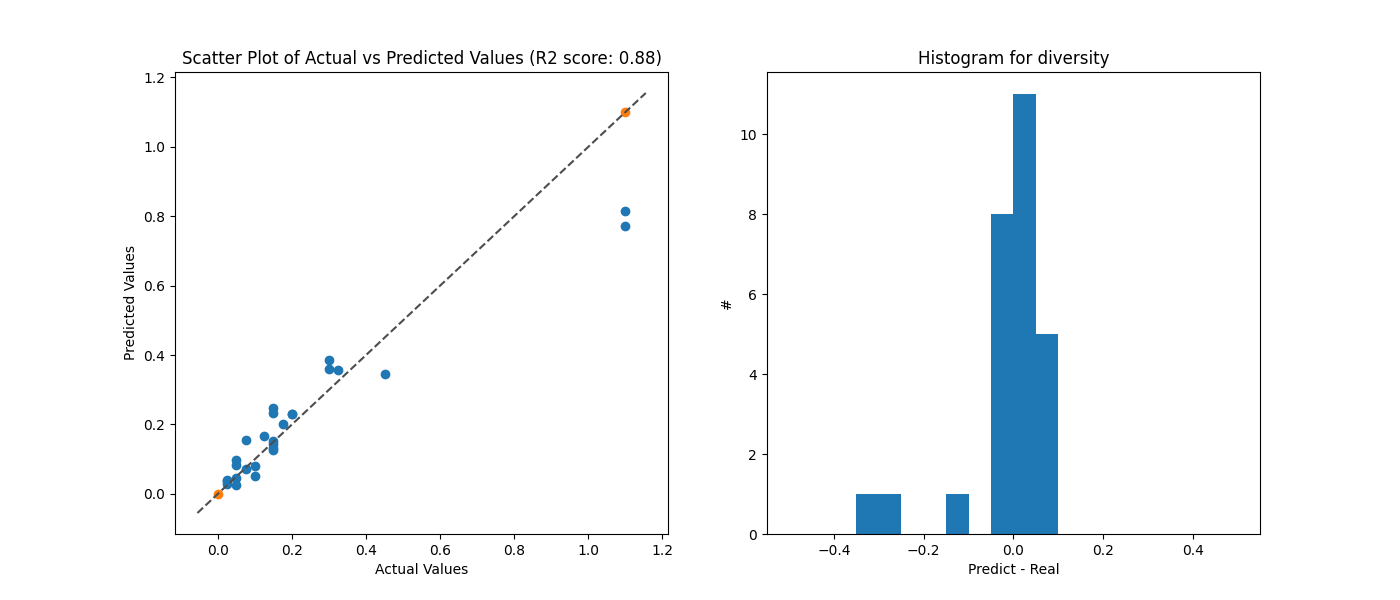 Scatter Plot of Actual vs Predicted Values (R2 score: 0.88)
1.2
1.0
0.8
0.6
0.4
0.2
0.0
Predicted Values
0.0 0.2 0.4 0.6 0.8 1.0 1.2
Actual Values
Histogram for diversity
10
8
6
4
2
0
#
−0.4 −0.2 0.0 0.2 0.4
Predict - Real